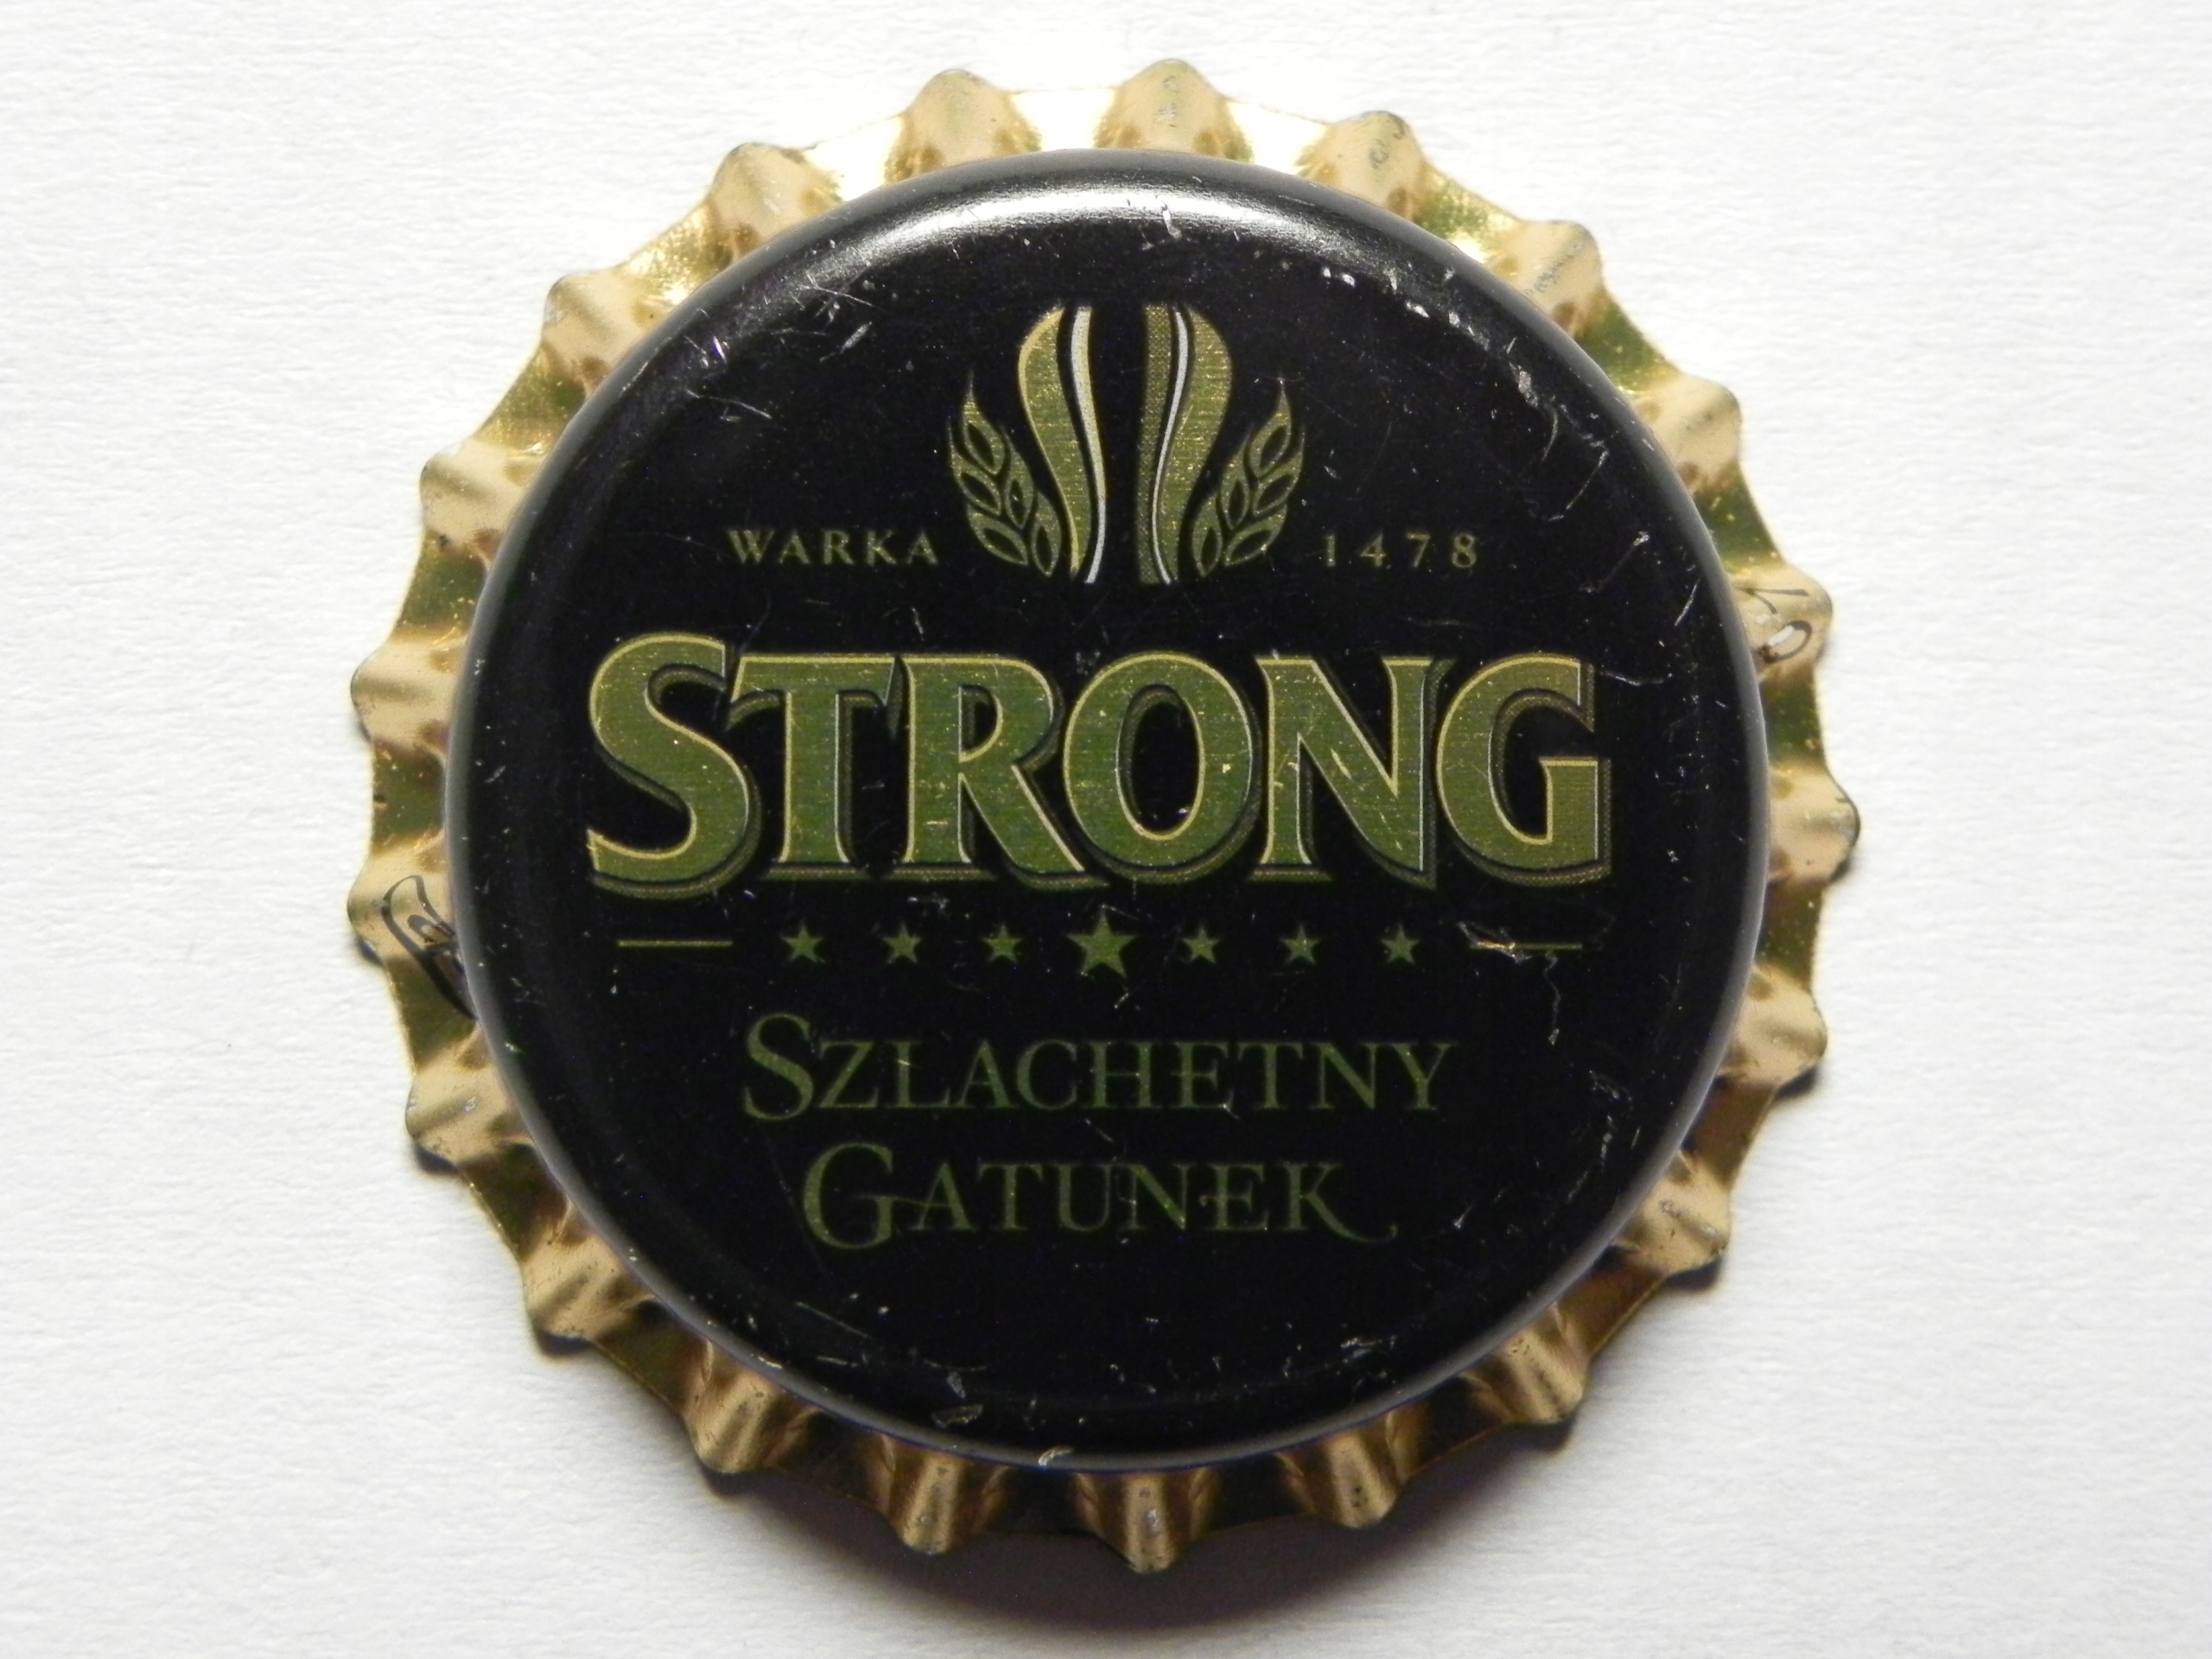 WARKA 1478
STRONG
SZLACHETNY
GATUNEK